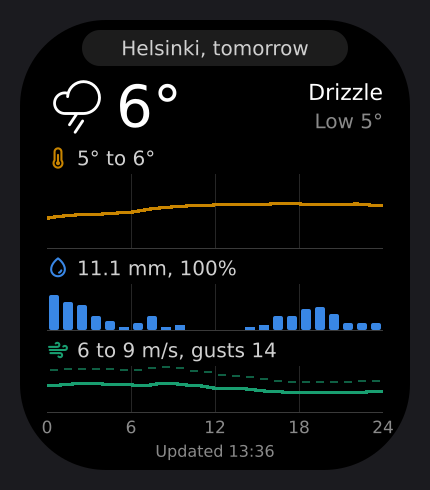 Helsinki, tomorrow
6°
Drizzle
Low 5°
5° to 6°
11.1 mm, 100%
6 to 9 m/s, gusts 14
0 6 12 18 24
Updated 13:36